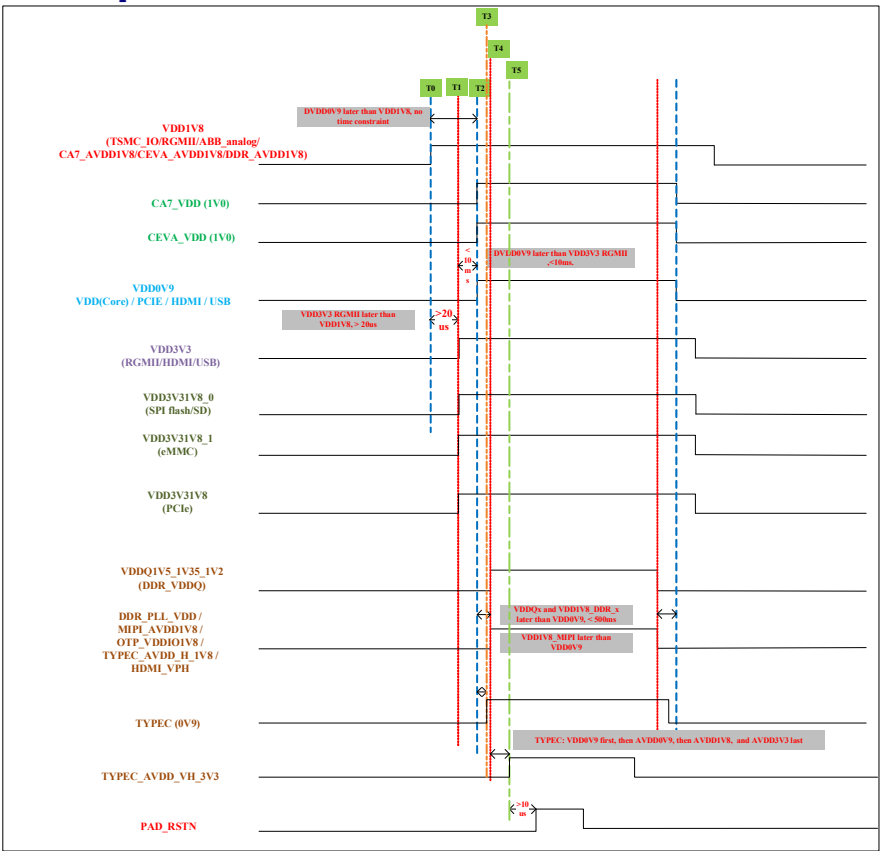 T3
T4
T5
T0
T1
T2
DVDD0V9 later than VDD1V8, no
time constraint
VDD1V8
(TSMC_IO/RGMII/ABB_analog/
CA7_AVDD1V8/CEVA_AVDD1V8/DDR_AVDD1V8)
CA7_VDD (1V0)
CEVA_VDD (1V0)
<
10
m
s
DVDD0V9 later than VDD3V3 RGMII
,<10ms.
VDD0V9
VDD(Core) / PCIE / HDMI / USB
VDD3V3 RGMII later than
VDD1V8, > 20us
>20
us
VDD3V3
(RGMII/HDMI/USB)
VDD3V31V8_0
(SPI flash/SD)
VDD3V31V8_1
(eMMC)
VDD3V31V8
(PCIe)
VDDQ1V5_1V35_1V2
(DDR_VDDQ)
DDR_PLL_VDD /
MIPI_AVDD1V8 /
OTP_VDDIO1V8 /
TYPEC_AVDD_H_1V8 /
HDMI_VPH
VDDQx and VDD1V8_DDR_x
later than VDD0V9, < 500ms
VDD1V8_MIPI later than
VDD0V9
TYPEC (0V9)
TYPEC: VDD0V9 first, then AVDD0V9, then AVDD1V8, and AVDD3V3 last
TYPEC_AVDD_VH_3V3
>10
us
PAD_RSTN